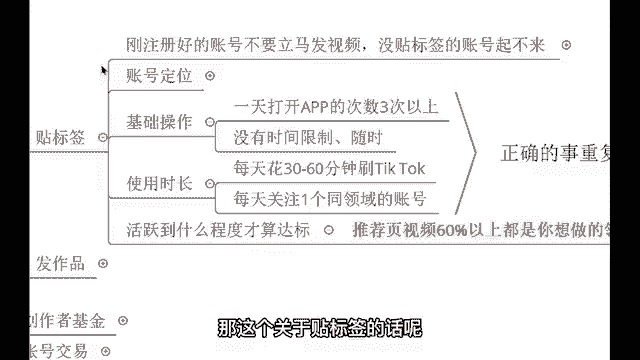 刚注册好的账号不要立马发视频，没贴标签的账号起不来
账号定位
一天打开APP的次数3次以上
基础操作
没有时间限制、随时
贴标签
正确的事重复
每天花30-60分钟刷Tik Tok
使用时长
每天关注1个同领域的账号
活跃到什么程度才算达标
推荐页视频60%以上都是你想做的
发作品
创作者基金
那这个关于贴标签的话呢
账号交易